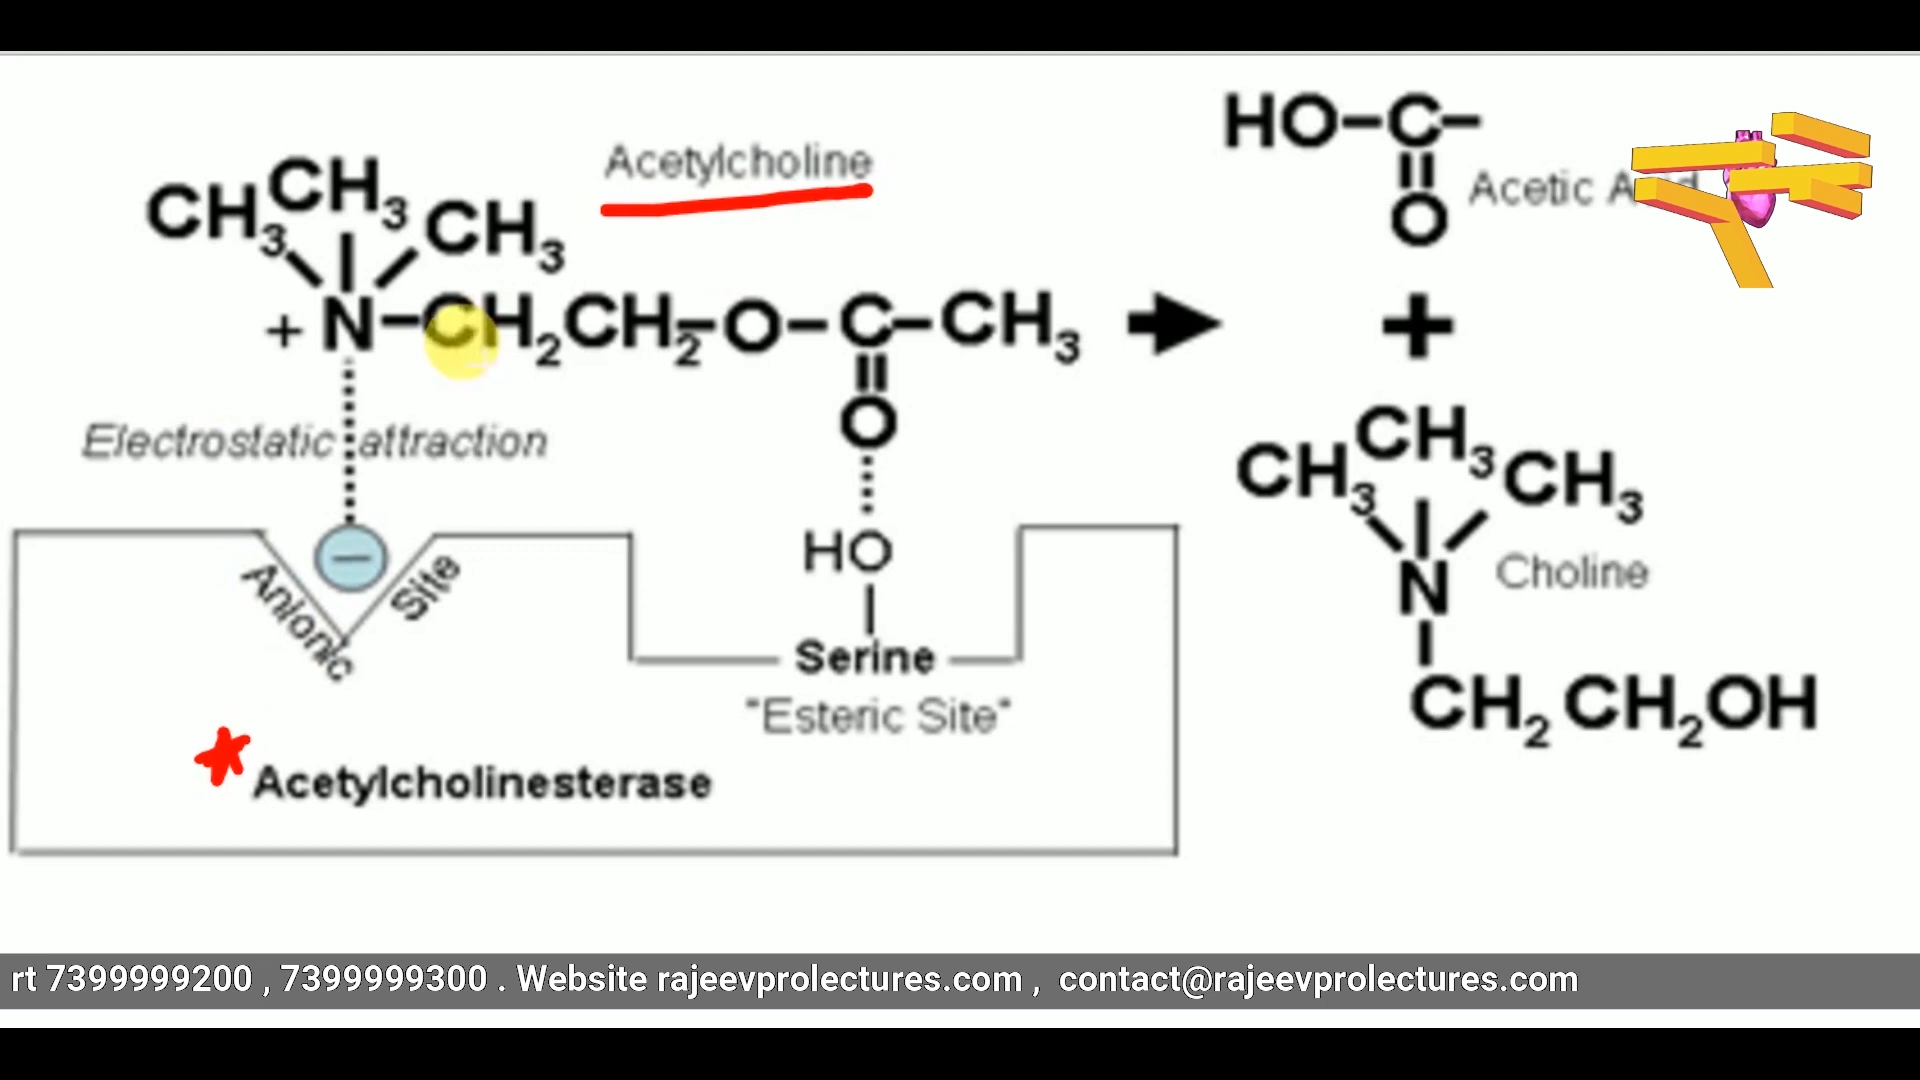 Acetylcholine
CH3 CH3 CH3
+ N–CH2CH2–O–C–CH3
O
Electrostatic attraction
–
Anionic Site
HO
Serine
"Esteric Site"
Acetylcholinesterase
HO–C–
O
Acetic
+
CH3 CH3 CH3
N
Choline
CH2 CH2OH
rt 7399999200 , 7399999300 . Website rajeevprolectures.com , contact@rajeevprolectures.com